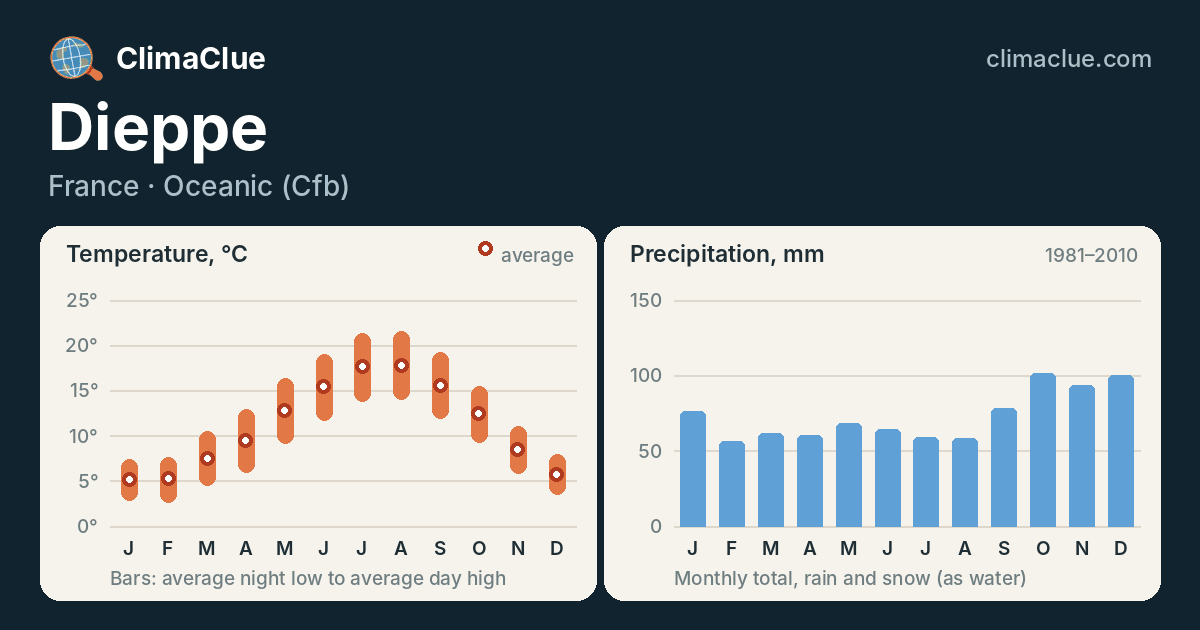 ClimaClue
climaclue.com
Dieppe
France · Oceanic (Cfb)
Temperature, °C
average
25°
20°
15°
10°
5°
0°
J F M A M J J A S O N D
Bars: average night low to average day high
Precipitation, mm
1981–2010
150
100
50
0
J F M A M J J A S O N D
Monthly total, rain and snow (as water)